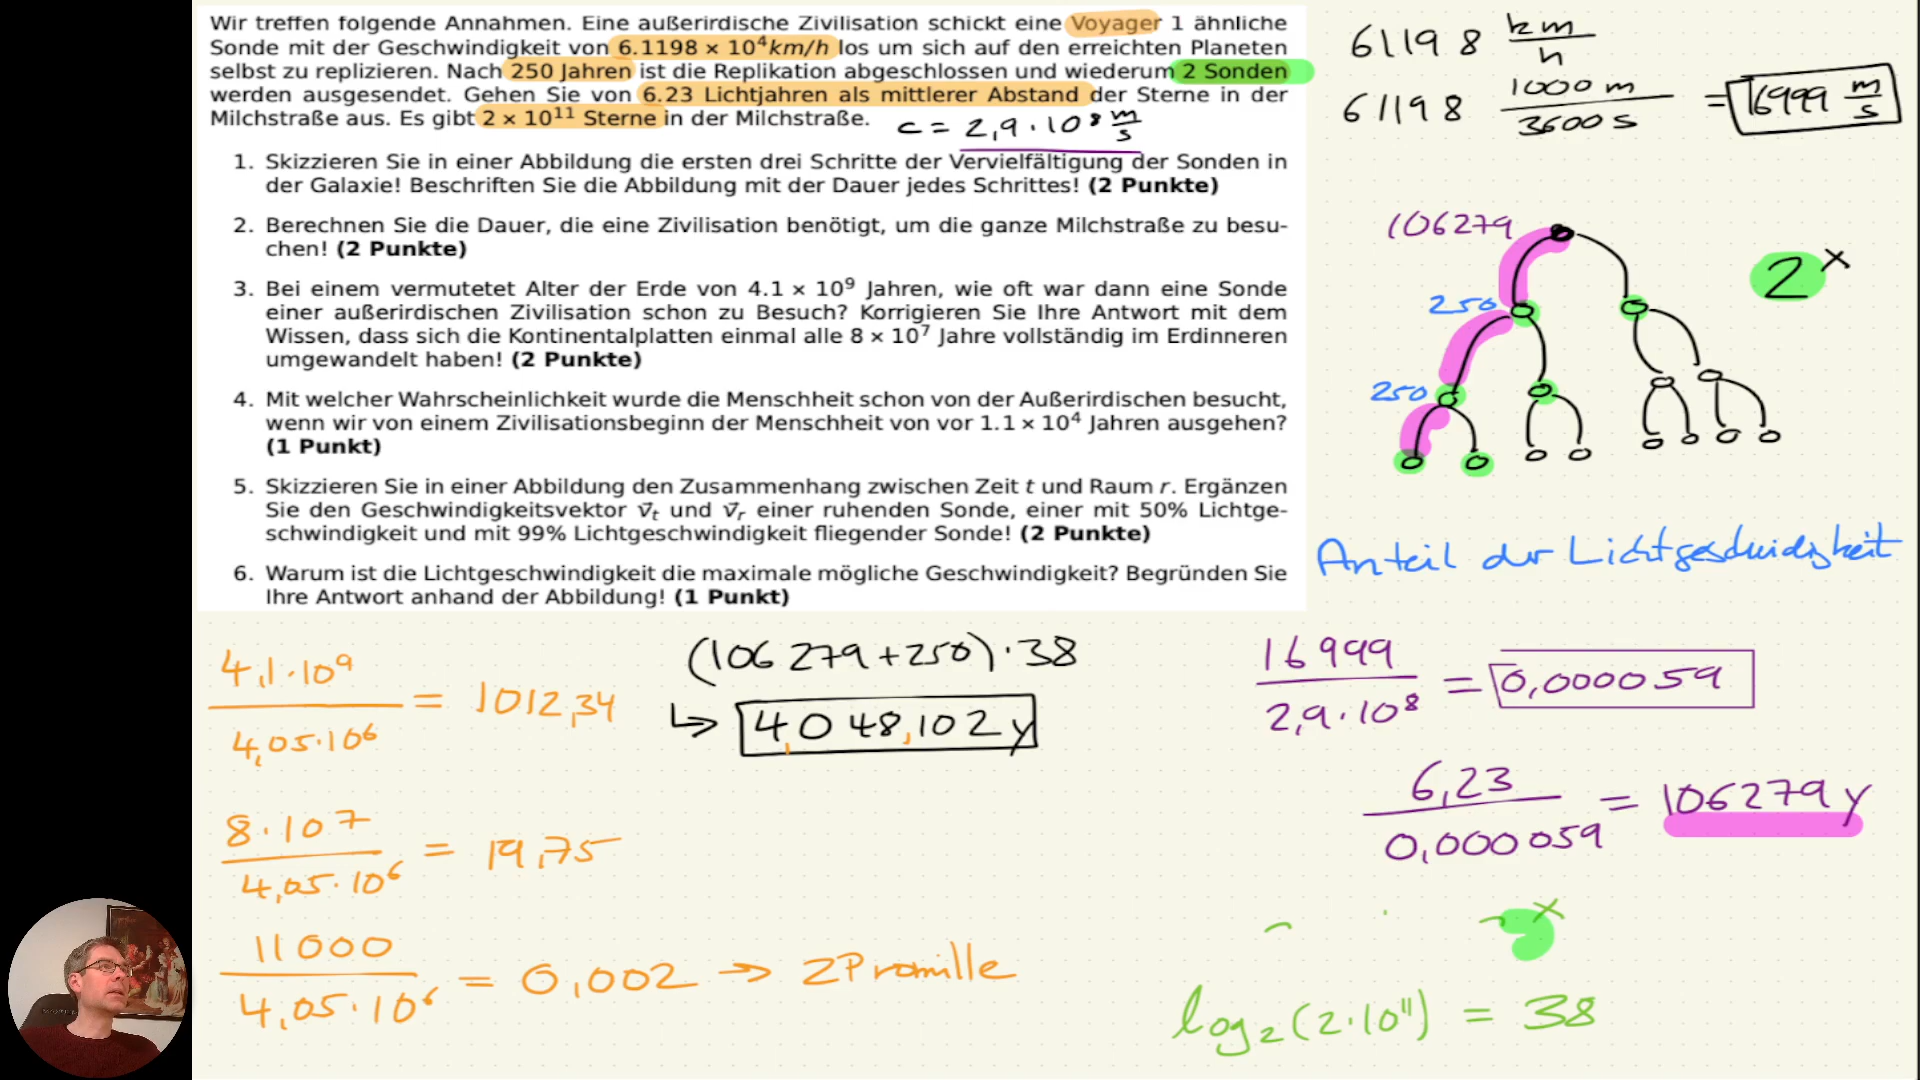 Wir treffen folgende Annahmen. Eine außerirdische Zivilisation schickt eine Voyager 1 ähnliche
Sonde mit der Geschwindigkeit von 6.1198 × 10⁴km/h los um sich auf den erreichten Planeten
selbst zu replizieren. Nach 250 Jahren ist die Replikation abgeschlossen und wiederum 2 Sonden
werden ausgesendet. Gehen Sie von 6.23 Lichtjahren als mittlerer Abstand der Sterne in der
Milchstraße aus. Es gibt 2 × 10¹¹ Sterne in der Milchstraße.
c = 2,9 · 10⁸ m/s
1. Skizzieren Sie in einer Abbildung die ersten drei Schritte der Vervielfältigung der Sonden in
der Galaxie! Beschriften Sie die Abbildung mit der Dauer jedes Schrittes! (2 Punkte)
2. Berechnen Sie die Dauer, die eine Zivilisation benötigt, um die ganze Milchstraße zu besu-
chen! (2 Punkte)
3. Bei einem vermutetet Alter der Erde von 4.1 × 10⁹ Jahren, wie oft war dann eine Sonde
einer außerirdischen Zivilisation schon zu Besuch? Korrigieren Sie Ihre Antwort mit dem
Wissen, dass sich die Kontinentalplatten einmal alle 8 × 10⁷ Jahre vollständig im Erdinneren
umgewandelt haben! (2 Punkte)
4. Mit welcher Wahrscheinlichkeit wurde die Menschheit schon von der Außerirdischen besucht,
wenn wir von einem Zivilisationsbeginn der Menschheit von vor 1.1 × 10⁴ Jahren ausgehen?
(1 Punkt)
5. Skizzieren Sie in einer Abbildung den Zusammenhang zwischen Zeit t und Raum r. Ergänzen
Sie den Geschwindigkeitsvektor v⃗ₜ und v⃗ᵣ einer ruhenden Sonde, einer mit 50% Lichtge-
schwindigkeit und mit 99% Lichtgeschwindigkeit fliegender Sonde! (2 Punkte)
6. Warum ist die Lichtgeschwindigkeit die maximale mögliche Geschwindigkeit? Begründen Sie
Ihre Antwort anhand der Abbildung! (1 Punkt)
61198 km/h
61198 1000 m / 3600 s = 16999 m/s
106279
2ˣ
250
250
Anteil der Lichtgeschwindigkeit
16999 / 2,9·10⁸ = 0,000059
6,23 / 0,000059 = 106279 y
x
log₂(2·10¹¹) = 38
(106 279 + 250) · 38
↳ 4,048,102 y
4,1·10⁹ / 4,05·10⁶ = 1012,34
8·10⁷ / 4,05·10⁶ = 19,75
11000 / 4,05·10⁶ = 0,002 → 2 Promille